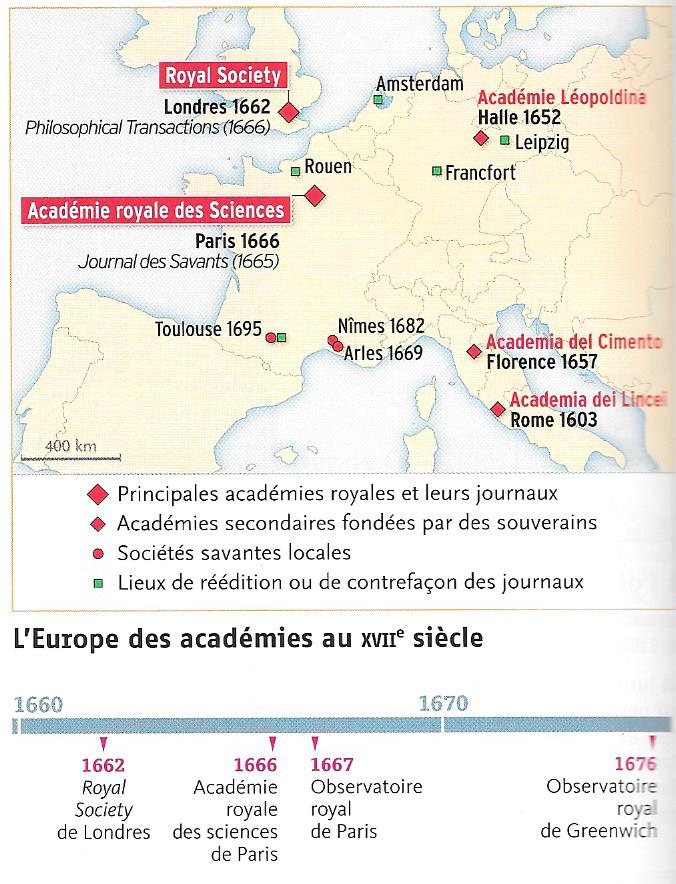 Royal Society
Londres 1662
Philosophical Transactions (1666)
Amsterdam
Académie Léopoldina
Halle 1652
Leipzig
Francfort
Rouen
Académie royale des Sciences
Paris 1666
Journal des Savants (1665)
Toulouse 1695
Nîmes 1682
Arles 1669
Academia del Cimento
Florence 1657
Academia dei Lincei
Rome 1603
400 km
Principales académies royales et leurs journaux
Académies secondaires fondées par des souverains
Sociétés savantes locales
Lieux de réédition ou de contrefaçon des journaux
L'Europe des académies au XVIIe siècle
1660
1670
1662
Royal
Society
de Londres
1666
Académie
royale
des sciences
de Paris
1667
Observatoire
royal
de Paris
1676
Observatoire
royal
de Greenwich